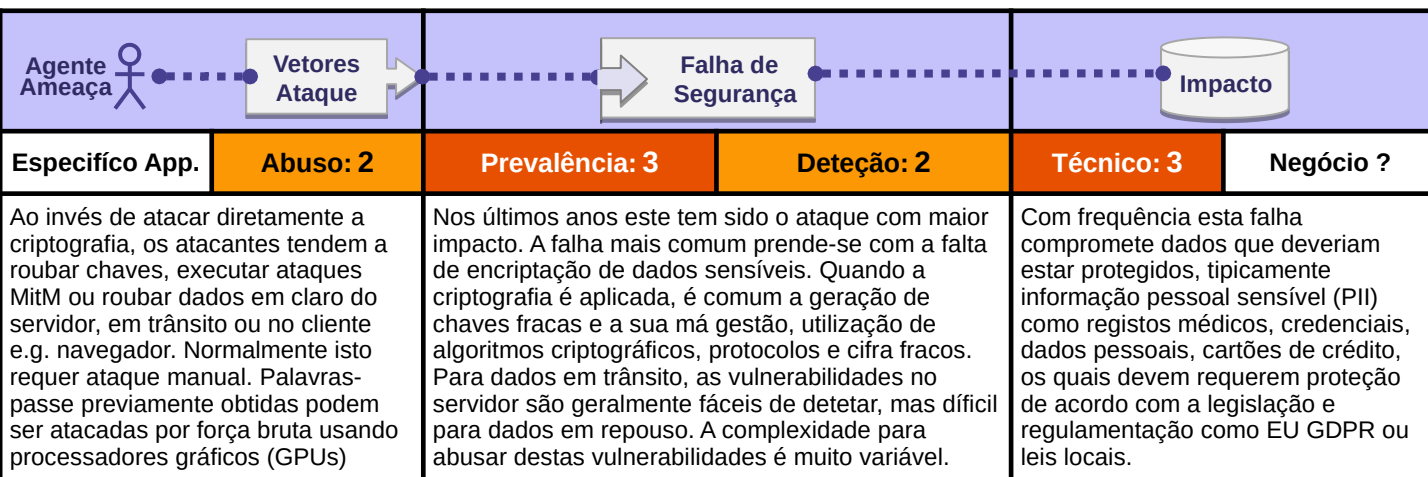 Agente
Ameaça
Vetores
Ataque
Falha de
Segurança
Impacto
Especifíco App.
Abuso: 2
Prevalência: 3
Deteção: 2
Técnico: 3
Negócio ?
Ao invés de atacar diretamente a
criptografia, os atacantes tendem a
roubar chaves, executar ataques
MitM ou roubar dados em claro do
servidor, em trânsito ou no cliente
e.g. navegador. Normalmente isto
requer ataque manual. Palavras-
passe previamente obtidas podem
ser atacadas por força bruta usando
processadores gráficos (GPUs)
Nos últimos anos este tem sido o ataque com maior
impacto. A falha mais comum prende-se com a falta
de encriptação de dados sensíveis. Quando a
criptografia é aplicada, é comum a geração de
chaves fracas e a sua má gestão, utilização de
algoritmos criptográficos, protocolos e cifra fracos.
Para dados em trânsito, as vulnerabilidades no
servidor são geralmente fáceis de detetar, mas díficil
para dados em repouso. A complexidade para
abusar destas vulnerabilidades é muito variável.
Com frequência esta falha
compromete dados que deveriam
estar protegidos, tipicamente
informação pessoal sensível (PII)
como registos médicos, credenciais,
dados pessoais, cartões de crédito,
os quais devem requerem proteção
de acordo com a legislação e
regulamentação como EU GDPR ou
leis locais.